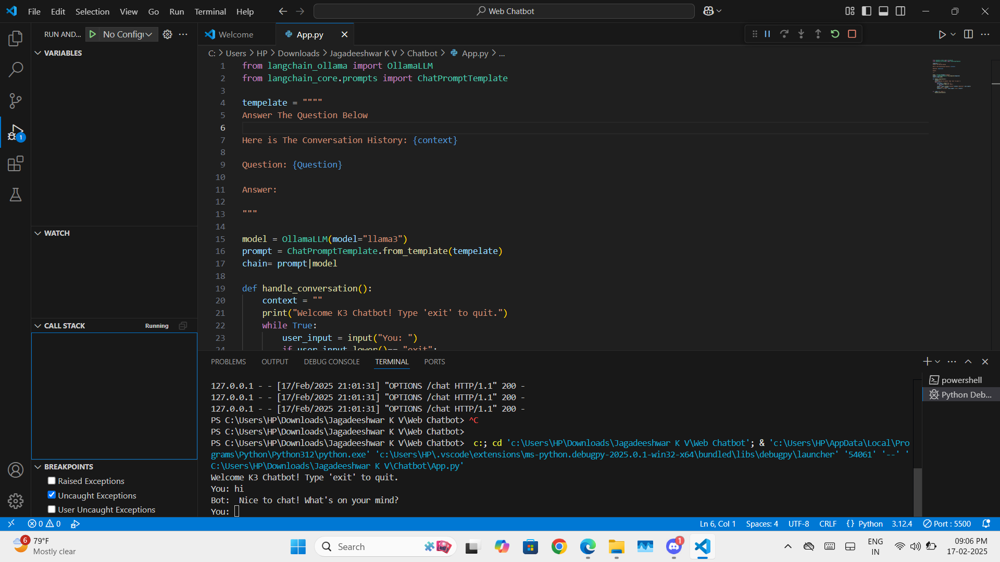 File Edit Selection View Go Run Terminal Help
Web Chatbot
RUN AND... No Config
Welcome App.py
C: > Users > HP > Downloads > Jagadeeshwar K V > Chatbot > App.py > ...
VARIABLES
WATCH
CALL STACK Running
BREAKPOINTS
Raised Exceptions
Uncaught Exceptions
User Uncaught Exceptions
1
1 from langchain_ollama import OllamaLLM
2 from langchain_core.prompts import ChatPromptTemplate
3
4 tempelate = """"
5 Answer The Question Below
6
7 Here is The Conversation History: {context}
8
9 Question: {Question}
10
11 Answer:
12
13 """
14
15 model = OllamaLLM(model="llama3")
16 prompt = ChatPromptTemplate.from_template(tempelate)
17 chain= prompt|model
18
19 def handle_conversation():
20 context = ""
21 print("Welcome K3 Chatbot! Type 'exit' to quit.")
22 while True:
23 user_input = input("You: ")
24 if user_input.lower()== "exit":
PROBLEMS OUTPUT DEBUG CONSOLE TERMINAL PORTS
127.0.0.1 - - [17/Feb/2025 21:01:31] "OPTIONS /chat HTTP/1.1" 200 -
127.0.0.1 - - [17/Feb/2025 21:01:31] "OPTIONS /chat HTTP/1.1" 200 -
127.0.0.1 - - [17/Feb/2025 21:01:31] "OPTIONS /chat HTTP/1.1" 200 -
PS C:\Users\HP\Downloads\Jagadeeshwar K V\Web Chatbot> ^C
PS C:\Users\HP\Downloads\Jagadeeshwar K V\Web Chatbot>
PS C:\Users\HP\Downloads\Jagadeeshwar K V\Web Chatbot>  c:; cd 'c:\Users\HP\Downloads\Jagadeeshwar K V\Web Chatbot'; & 'c:\Users\HP\AppData\Local\Pro
grams\Python\Python312\python.exe' 'c:\Users\HP\.vscode\extensions\ms-python.debugpy-2025.0.1-win32-x64\bundled\libs\debugpy\launcher' '54061' '--' '
C:\Users\HP\Downloads\Jagadeeshwar K V\Chatbot\App.py'
Welcome K3 Chatbot! Type 'exit' to quit.
You: hi
Bot:  Nice to chat! What's on your mind?
You:
powershell
Python Deb...
0 0 Ln 6, Col 1 Spaces: 4 UTF-8 CRLF {} Python 3.12.4 Port : 5500
6 79°F
Mostly clear
Search
1
ENG
IN
09:06 PM
17-02-2025